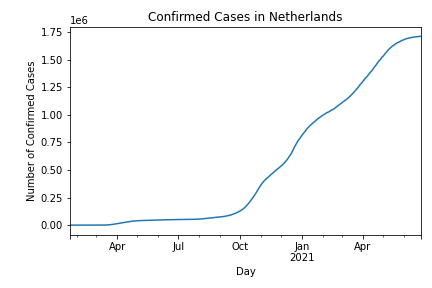 Confirmed Cases in Netherlands
1e6
1.75
1.50
1.25
1.00
0.75
0.50
0.25
0.00
Number of Confirmed Cases
Apr Jul Oct Jan Apr
2021
Day